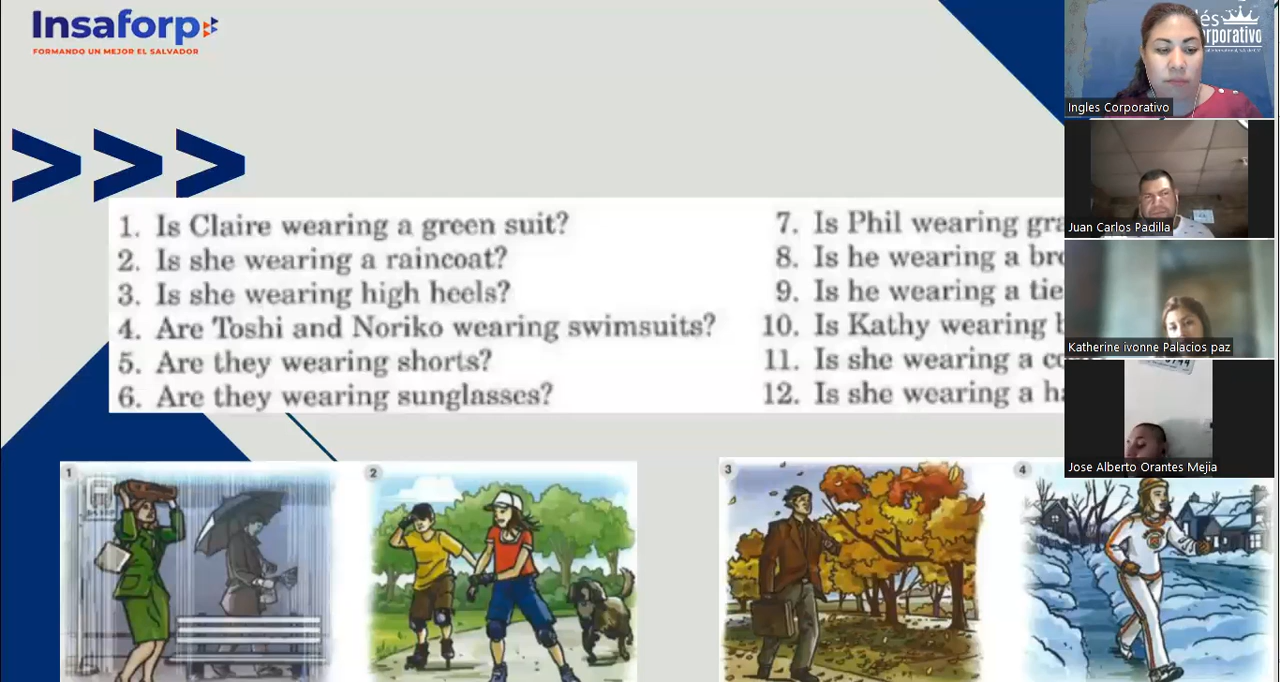 Insaforp
FORMANDO UN MEJOR EL SALVADOR
1. Is Claire wearing a green suit?
2. Is she wearing a raincoat?
3. Is she wearing high heels?
4. Are Toshi and Noriko wearing swimsuits?
5. Are they wearing shorts?
6. Are they wearing sunglasses?
7. Is Phil wearing
8. Is he wearing a
9. Is he wearing a tie
10. Is Kathy wearing
11. Is she wearing a
12. Is she wearing a
1
2
3
4
Ingles Corporativo
Juan Carlos Padilla
Katherine ivonne Palacios paz
Jose Alberto Orantes Mejia